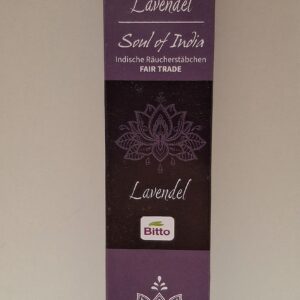 Lavendel
Soul of India
Indische Räucherstäbchen
FAIR TRADE
Lavendel
Bitto